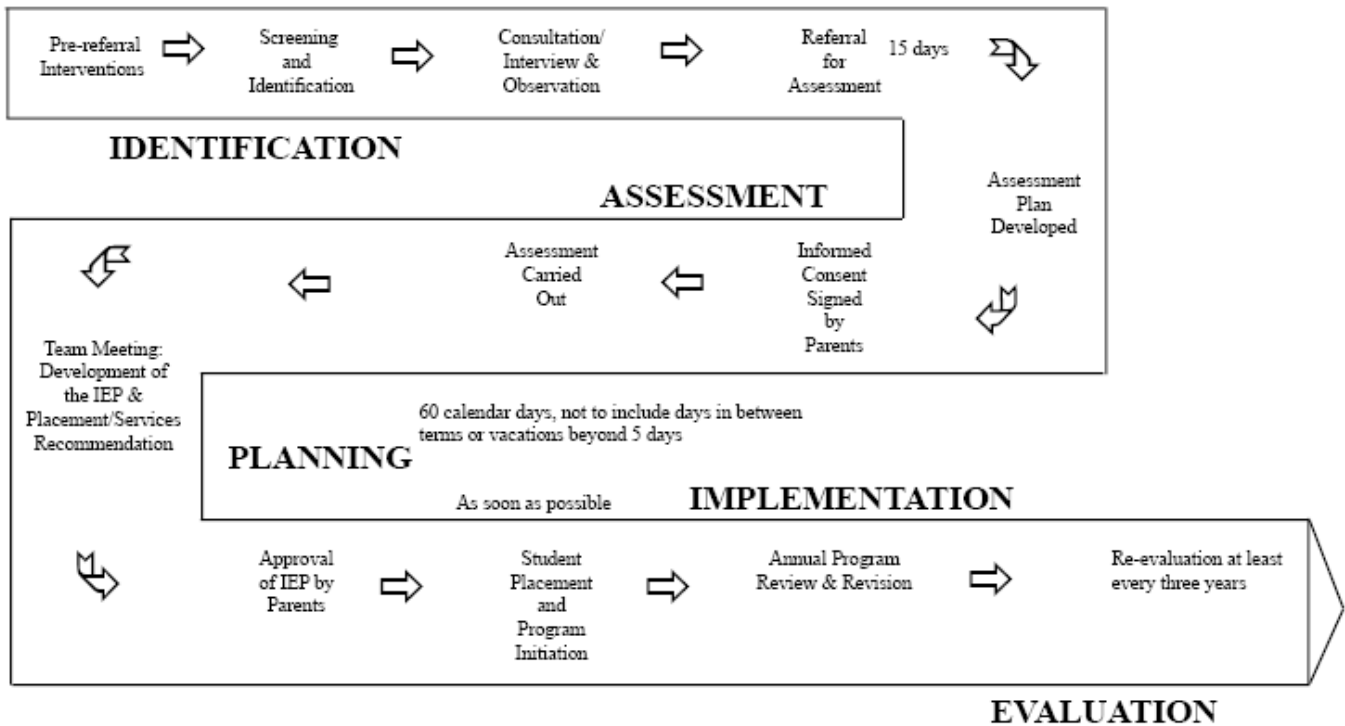 Pre-referral
Interventions
Screening
and
Identification
Consultation/
Interview &
Observation
Referral
for
Assessment
15 days
IDENTIFICATION
ASSESSMENT
Assessment
Plan
Developed
Informed
Consent
Signed
by
Parents
Assessment
Carried
Out
Team Meeting:
Development of
the IEP &
Placement/Services
Recommendation
60 calendar days, not to include days in between
terms or vacations beyond 5 days
PLANNING
As soon as possible
IMPLEMENTATION
Approval
of IEP by
Parents
Student
Placement
and
Program
Initiation
Annual Program
Review & Revision
Re-evaluation at least
every three years
EVALUATION